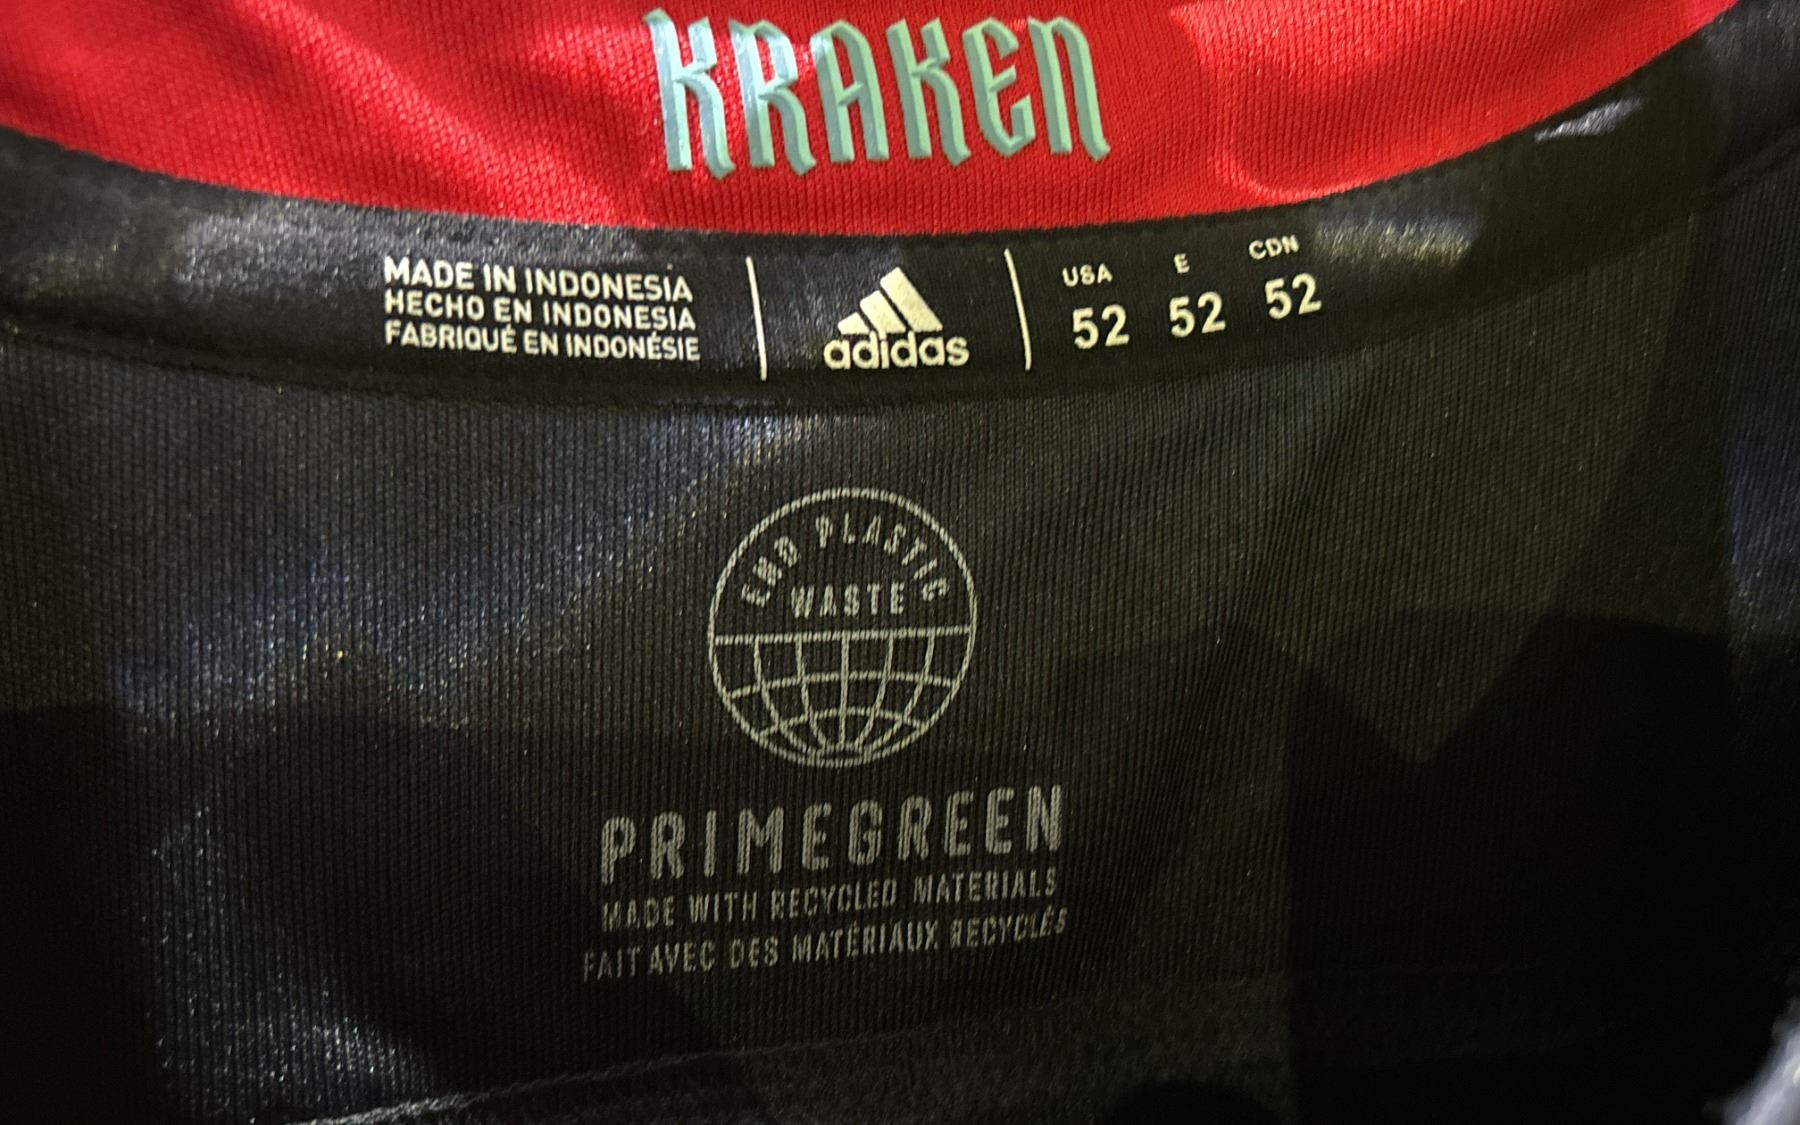 KRAKEN
MADE IN INDONESIA
HECHO EN INDONESIA
FABRIQUÉ EN INDONÉSIE
adidas
USA E CDN
52 52 52
END PLASTIC
WASTE
PRIMEGREEN
MADE WITH RECYCLED MATERIALS
FAIT AVEC DES MATÉRIAUX RECYCLÉS